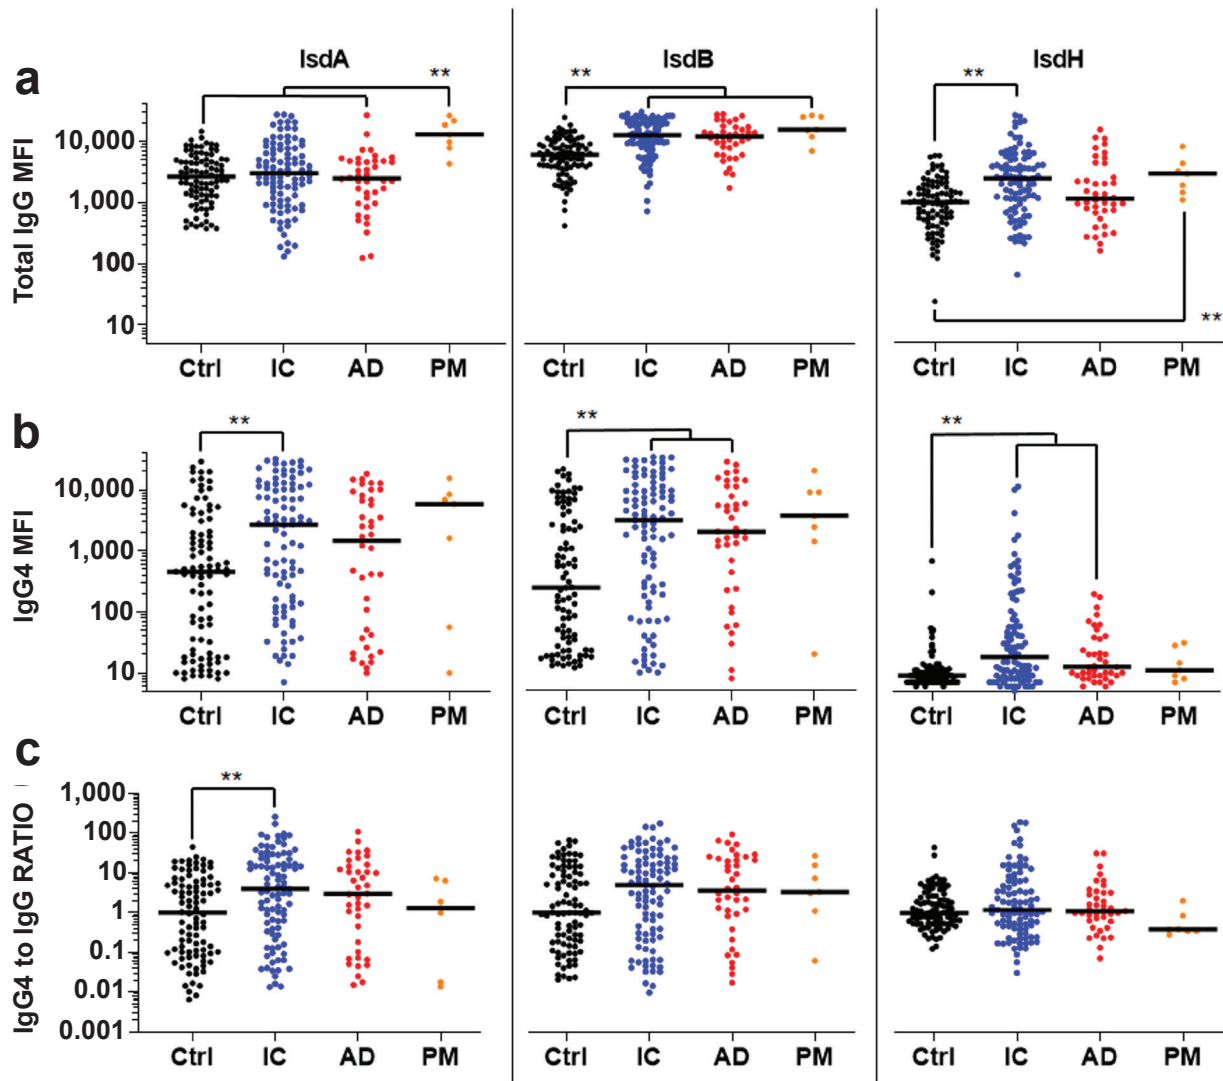 a
IsdA
IsdB
IsdH
** ** **
Total IgG MFI
10,000
1,000
100
10
**
Ctrl IC AD PM
Ctrl IC AD PM
Ctrl IC AD PM
b
** ** **
IgG4 MFI
10,000
1,000
100
10
Ctrl IC AD PM
Ctrl IC AD PM
Ctrl IC AD PM
c
**
IgG4 to IgG RATIO
1,000
100
10
1
0.1
0.01
0.001
Ctrl IC AD PM
Ctrl IC AD PM
Ctrl IC AD PM